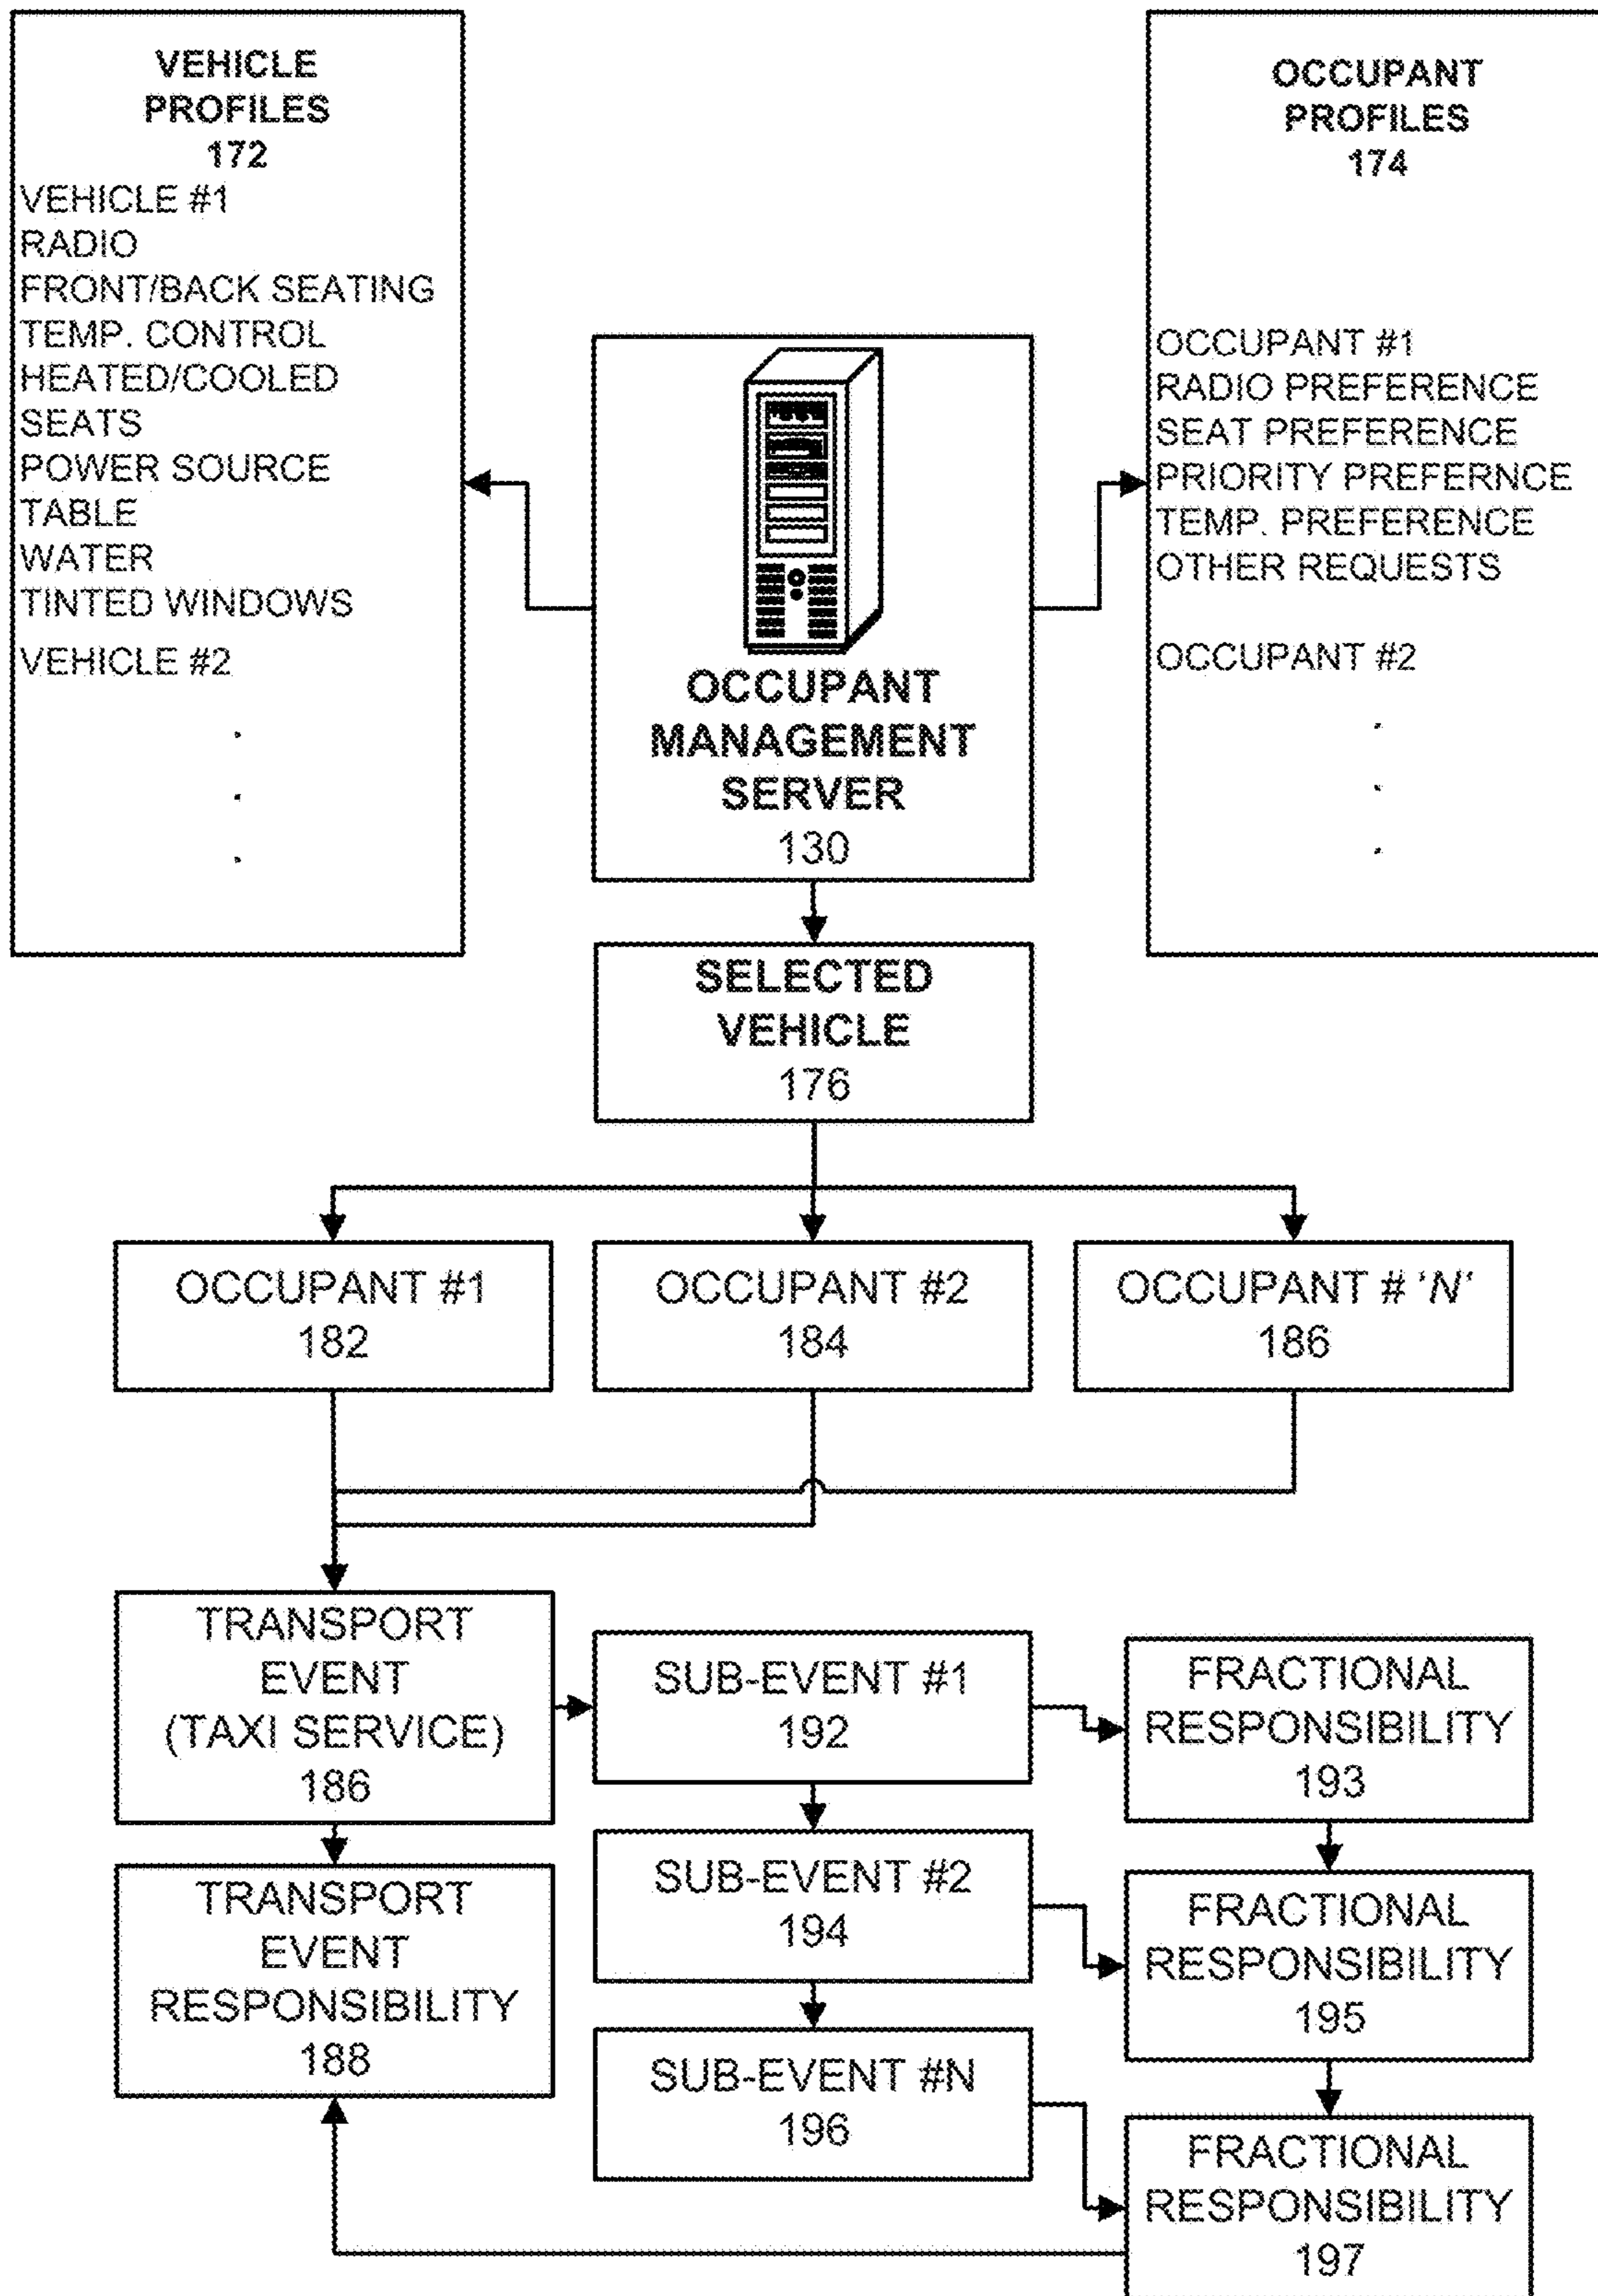 VEHICLE
PROFILES
172
VEHICLE #1
RADIO
FRONT/BACK SEATING
TEMP. CONTROL
HEATED/COOLED
SEATS
POWER SOURCE
TABLE
WATER
TINTED WINDOWS
VEHICLE #2
.
.
.
OCCUPANT
PROFILES
174
OCCUPANT #1
RADIO PREFERENCE
SEAT PREFERENCE
PRIORITY PREFERNCE
TEMP. PREFERENCE
OTHER REQUESTS
OCCUPANT #2
.
.
.
OCCUPANT
MANAGEMENT
SERVER
130
SELECTED
VEHICLE
176
OCCUPANT #1
182
OCCUPANT #2
184
OCCUPANT # ‘N‘
186
TRANSPORT
EVENT
(TAXI SERVICE)
186
SUB-EVENT #1
192
FRACTIONAL
RESPONSIBILITY
193
TRANSPORT
EVENT
RESPONSIBILITY
188
SUB-EVENT #2
194
FRACTIONAL
RESPONSIBILITY
195
SUB-EVENT #N
196
FRACTIONAL
RESPONSIBILITY
197